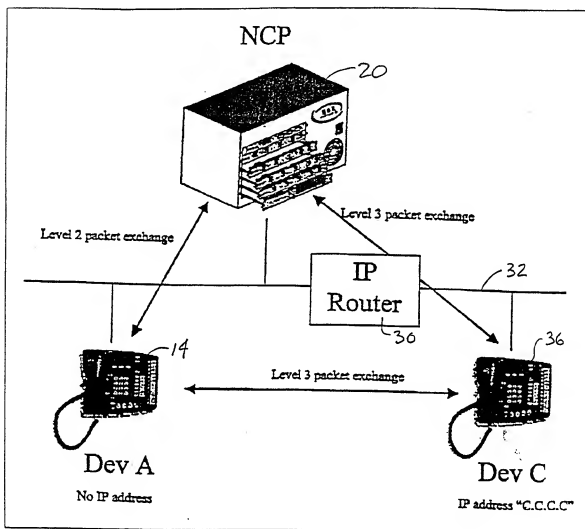 NCP
20
Level 2 packet exchange
Level 3 packet exchange
IP
Router
30
32
14
36
Level 3 packet exchange
Dev A
Dev C
No IP address
IP address "C.C.C.C"